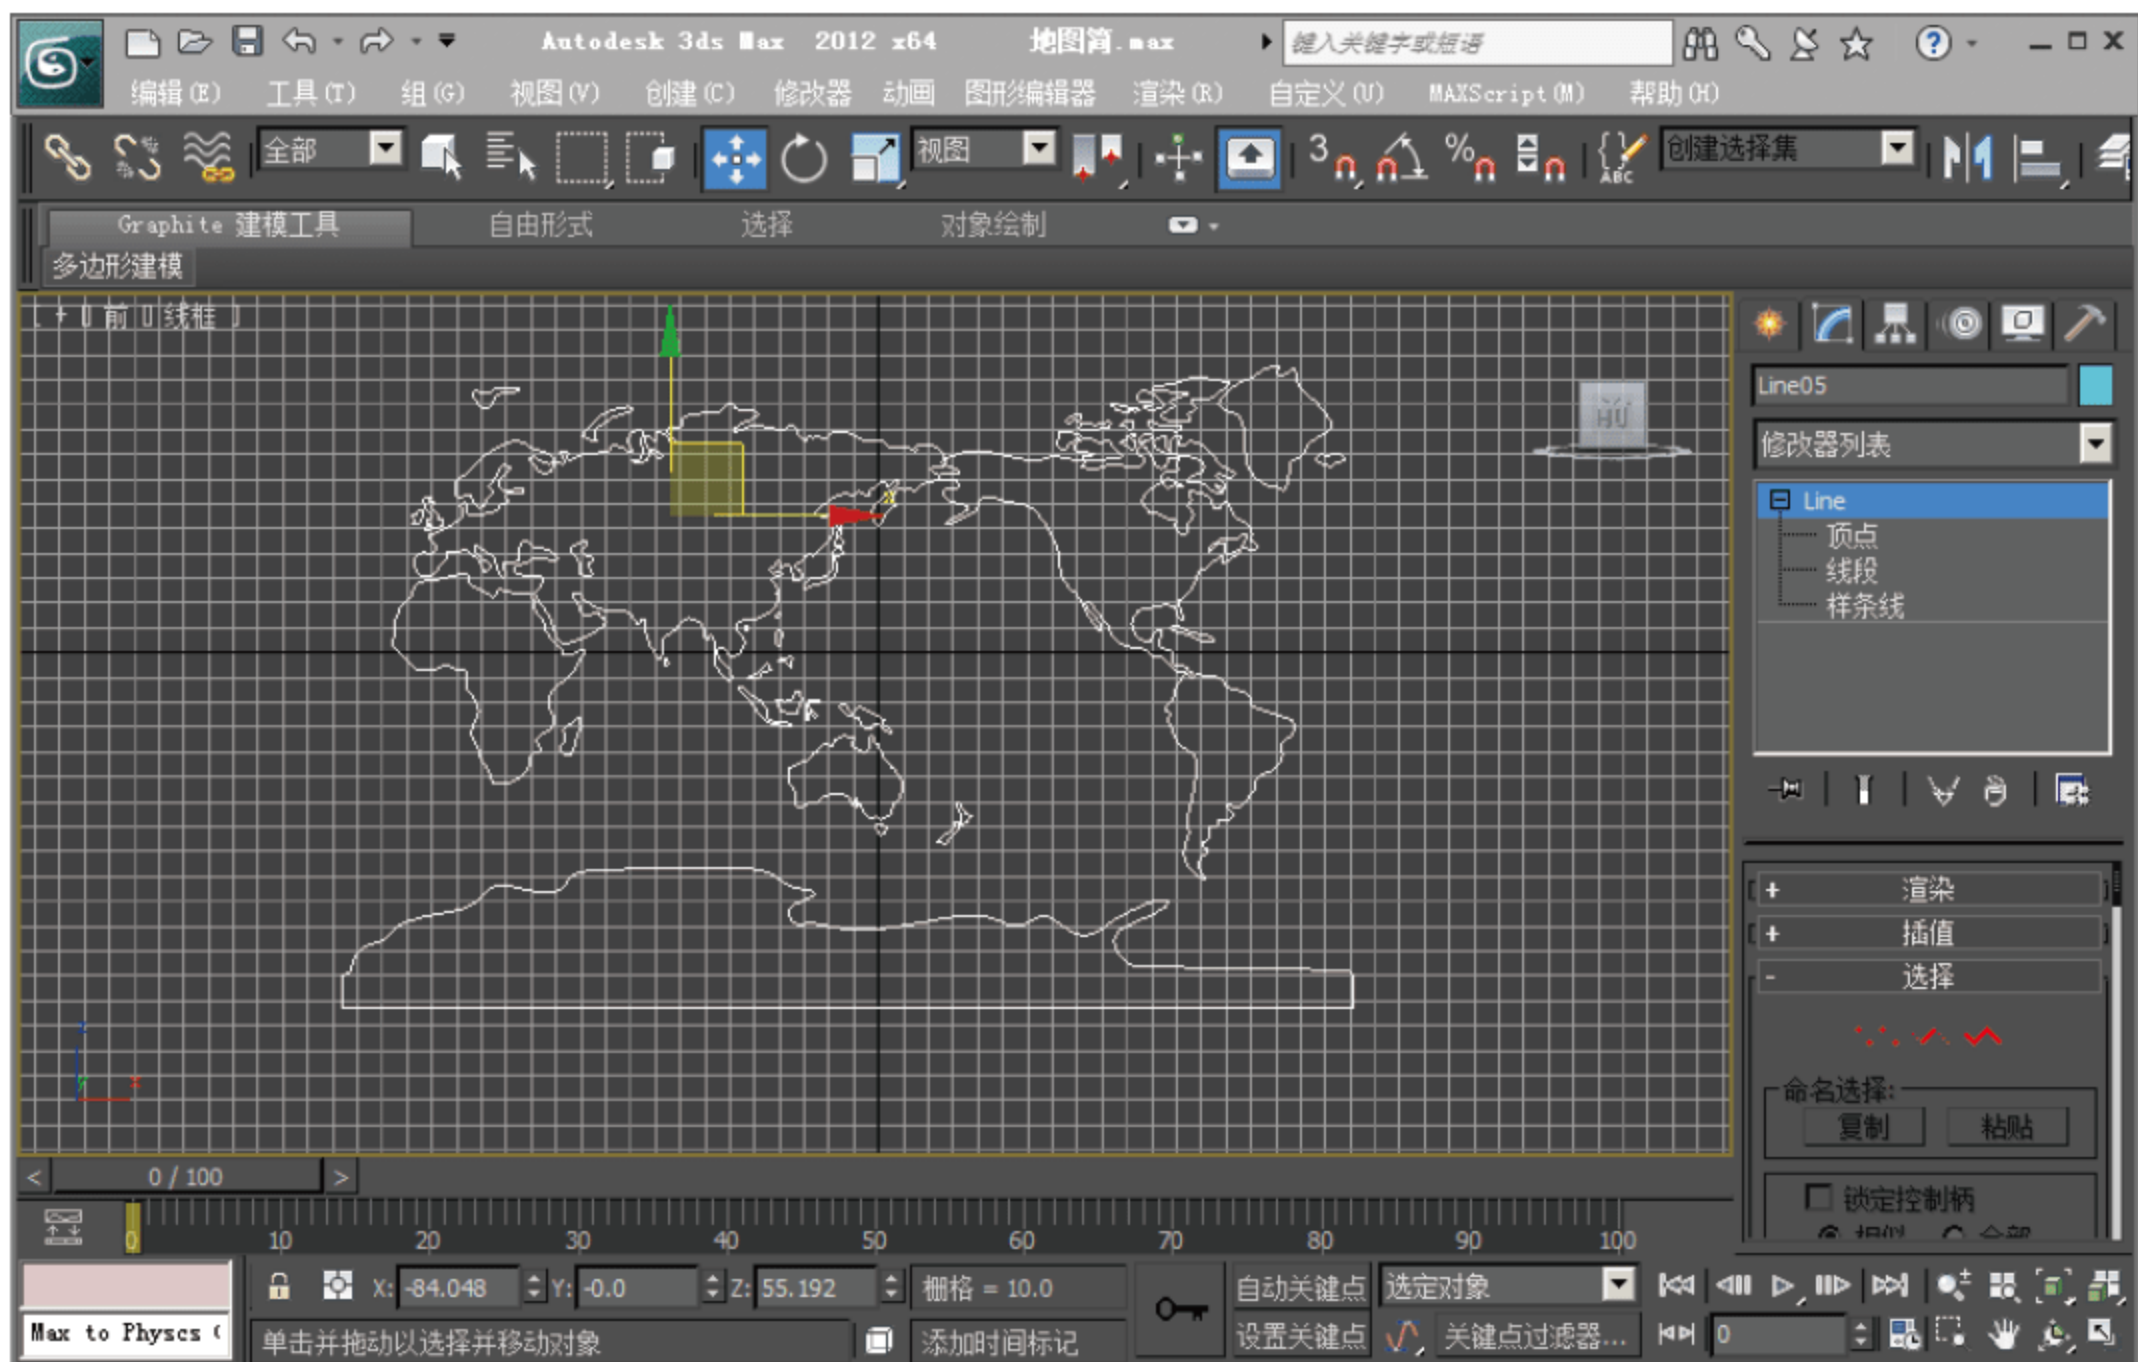 Autodesk 3ds Max 2012 x64 地图简.max 键入关键字或短语
编辑(E) 工具(T) 组(G) 视图(V) 创建(C) 修改器 动画 图形编辑器 渲染(R) 自定义(U) MAXScript(M) 帮助(H)
全部 视图 3 % ABC 创建选择集
Graphite 建模工具 自由形式 选择 对象绘制
多边形建模
[ + 0 前 0 线框 ]
Line05
修改器列表
Line
顶点
线段
样条线
+ 渲染
+ 插值
- 选择
命名选择:
复制 粘贴
锁定控制柄
相似 全部
x
z
y x
< 0 / 100 >
0 10 20 30 40 50 60 70 80 90 100
X: -84.048 Y: -0.0 Z: 55.192 栅格 = 10.0 自动关键点 选定对象
Max to Physcs ( 单击并拖动以选择并移动对象 添加时间标记 设置关键点 关键点过滤器... 0